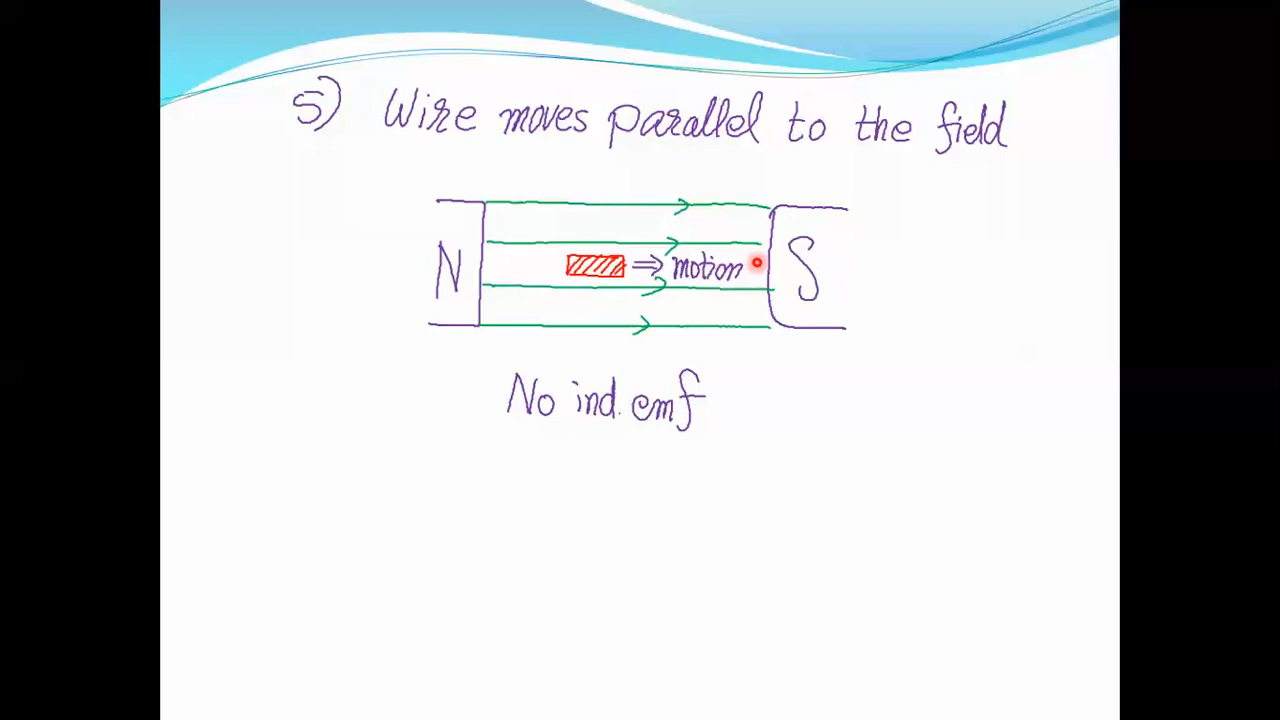 5) Wire moves parallel to the field
N ⇒ motion S
No ind. emf